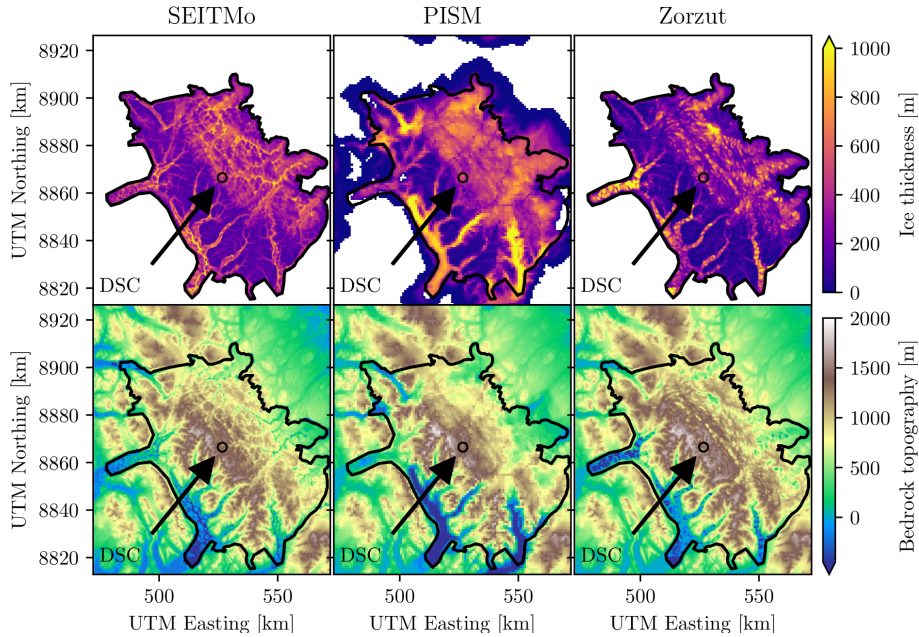 SEITMo PISM Zorzut
8920
8900
8880
8860
8840
8820
UTM Northing [km]
DSC DSC DSC
1000
800
600
400
200
0
Ice thickness [m]
8920
8900
8880
8860
8840
8820
UTM Northing [km]
DSC DSC DSC
2000
1500
1000
500
0
Bedrock topography [m]
500 550 500 550 500 550
UTM Easting [km] UTM Easting [km] UTM Easting [km]